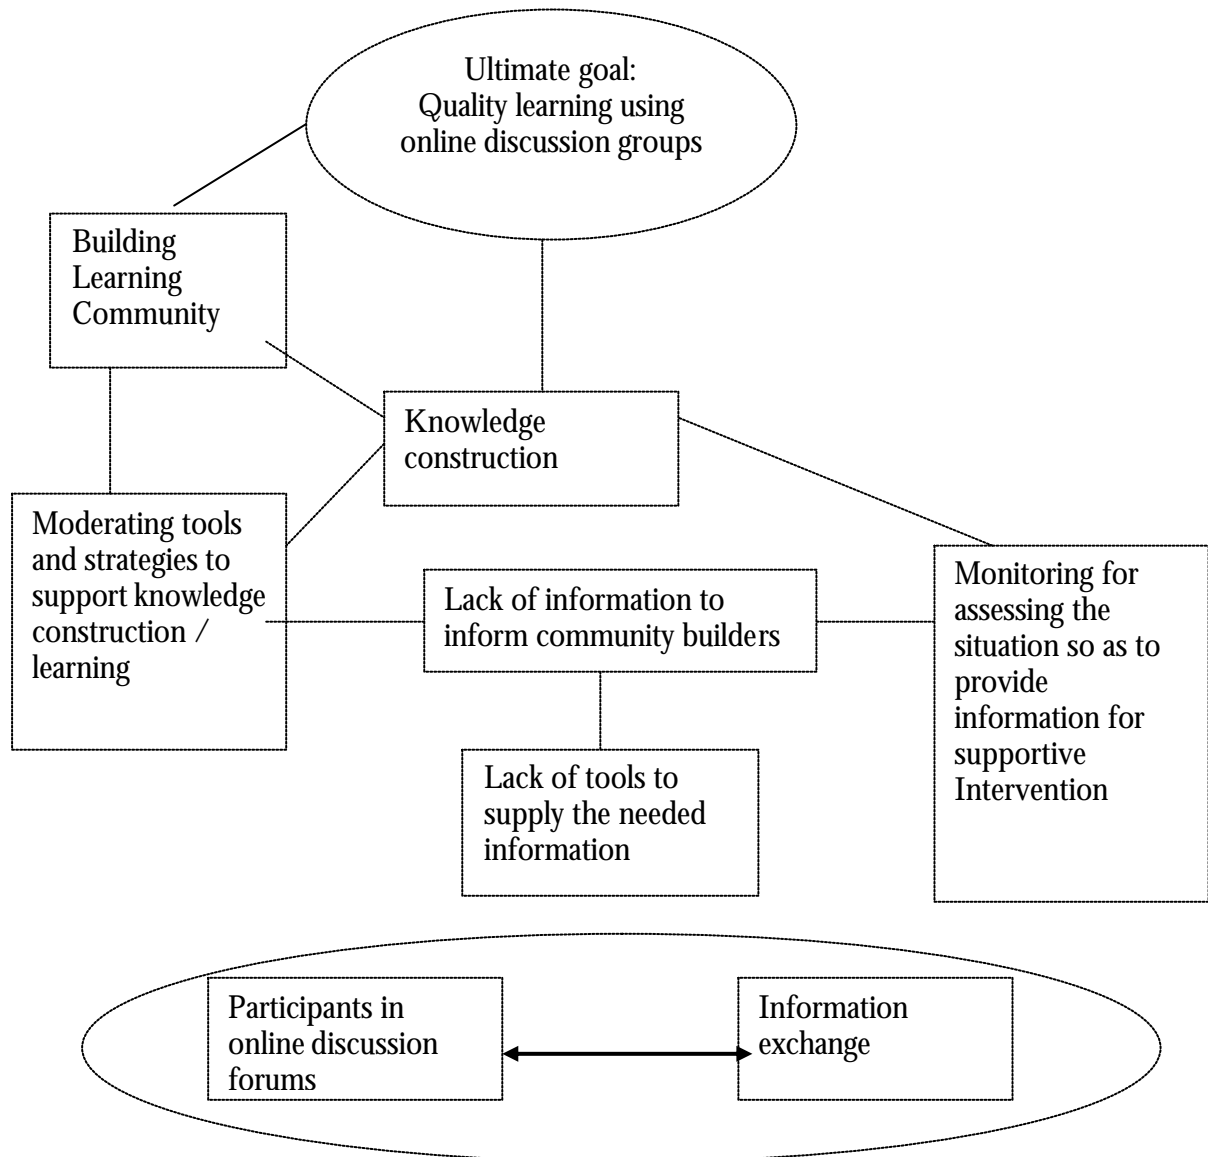 Ultimate goal:
Quality learning using
online discussion groups
Building
Learning
Community
Knowledge
construction
Moderating tools
and strategies to
support knowledge
construction /
learning
Lack of information to
inform community builders
Monitoring for
assessing the
situation so as to
provide
information for
supportive
Intervention
Lack of tools to
supply the needed
information
Participants in
online discussion
forums
Information
exchange